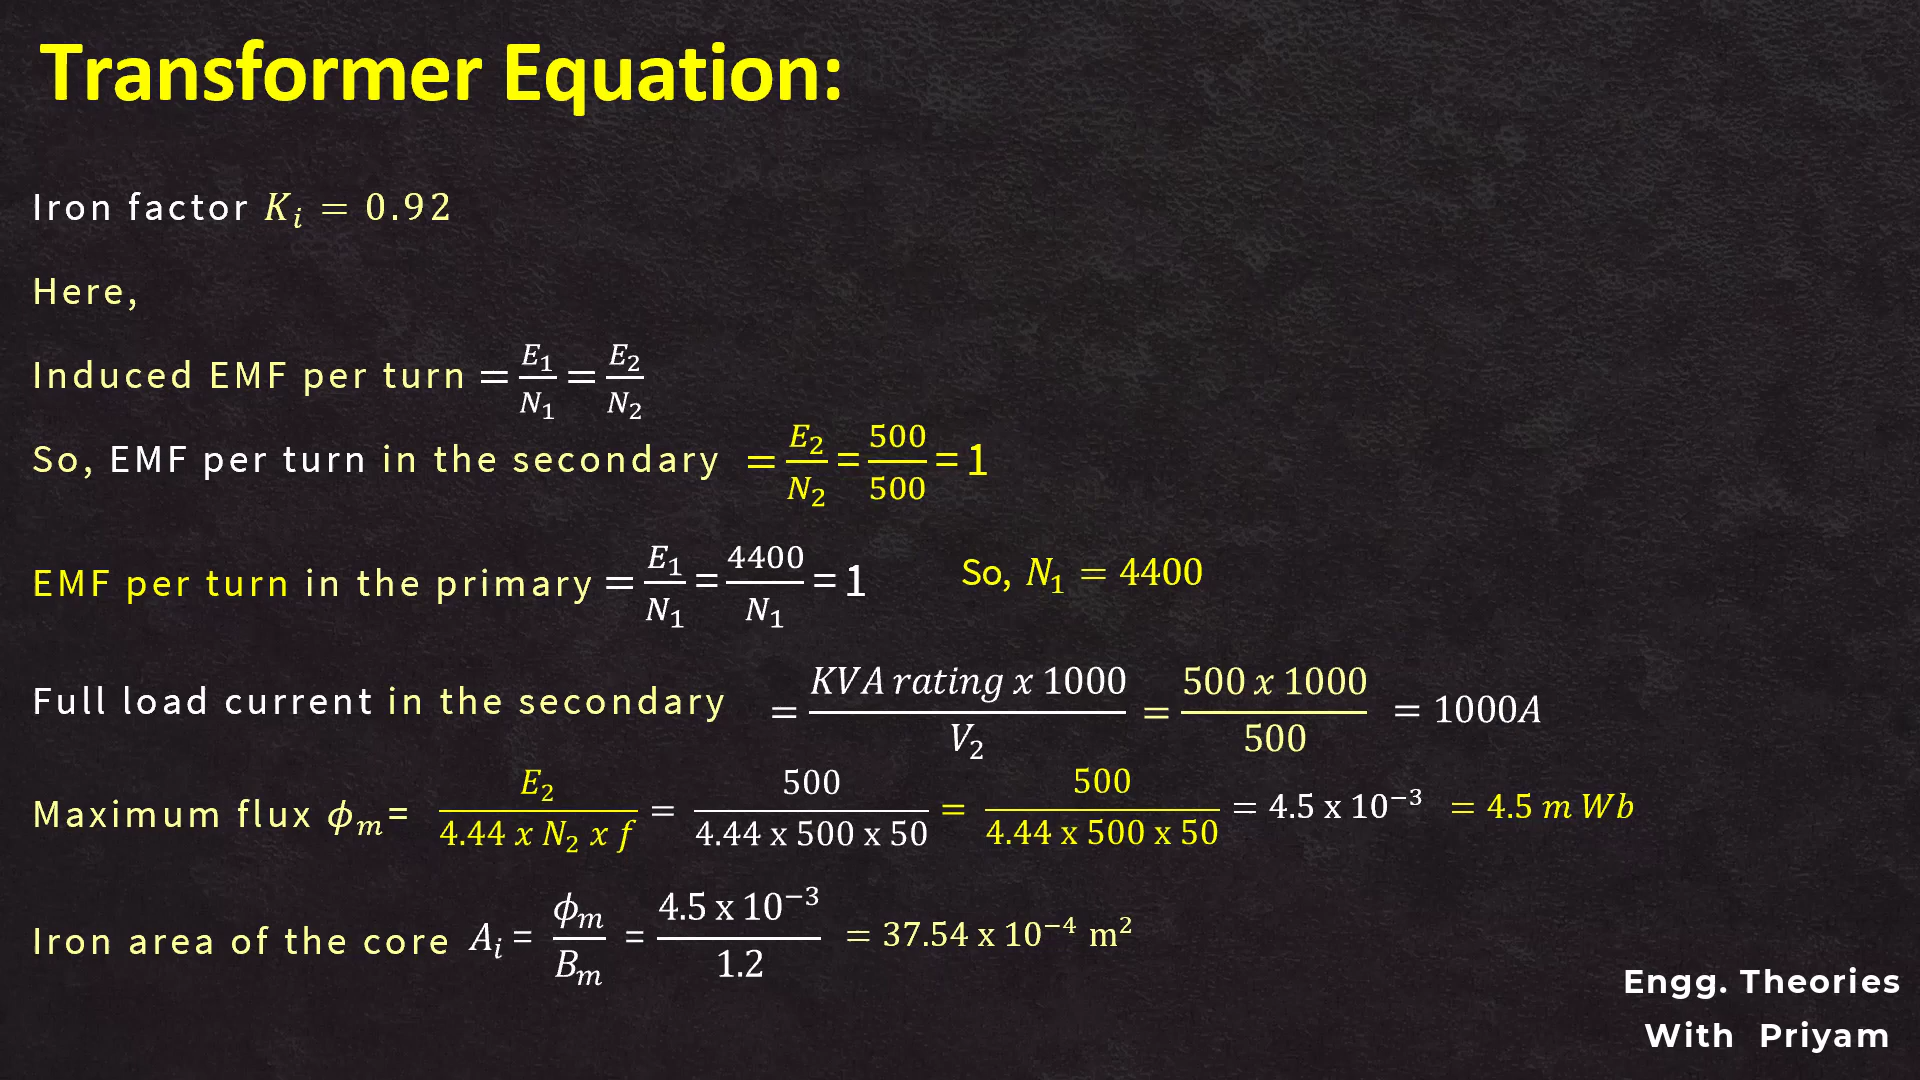 Transformer Equation:
Iron factor K_i = 0.92
Here,
Induced EMF per turn = E_1/N_1 = E_2/N_2
So, EMF per turn in the secondary = E_2/N_2 = 500/500 = 1
EMF per turn in the primary = E_1/N_1 = 4400/N_1 = 1 So, N_1 = 4400
Full load current in the secondary = KVA rating x 1000/V_2 = 500 x 1000/500 = 1000A
Maximum flux ϕ_m = E_2/4.44 x N_2 x f = 500/4.44 x 500 x 50 = 500/4.44 x 500 x 50 = 4.5 x 10⁻³ = 4.5 m Wb
Iron area of the core A_i = ϕ_m/B_m = 4.5 x 10⁻³/1.2 = 37.54 x 10⁻⁴ m²
Engg. Theories
With Priyam